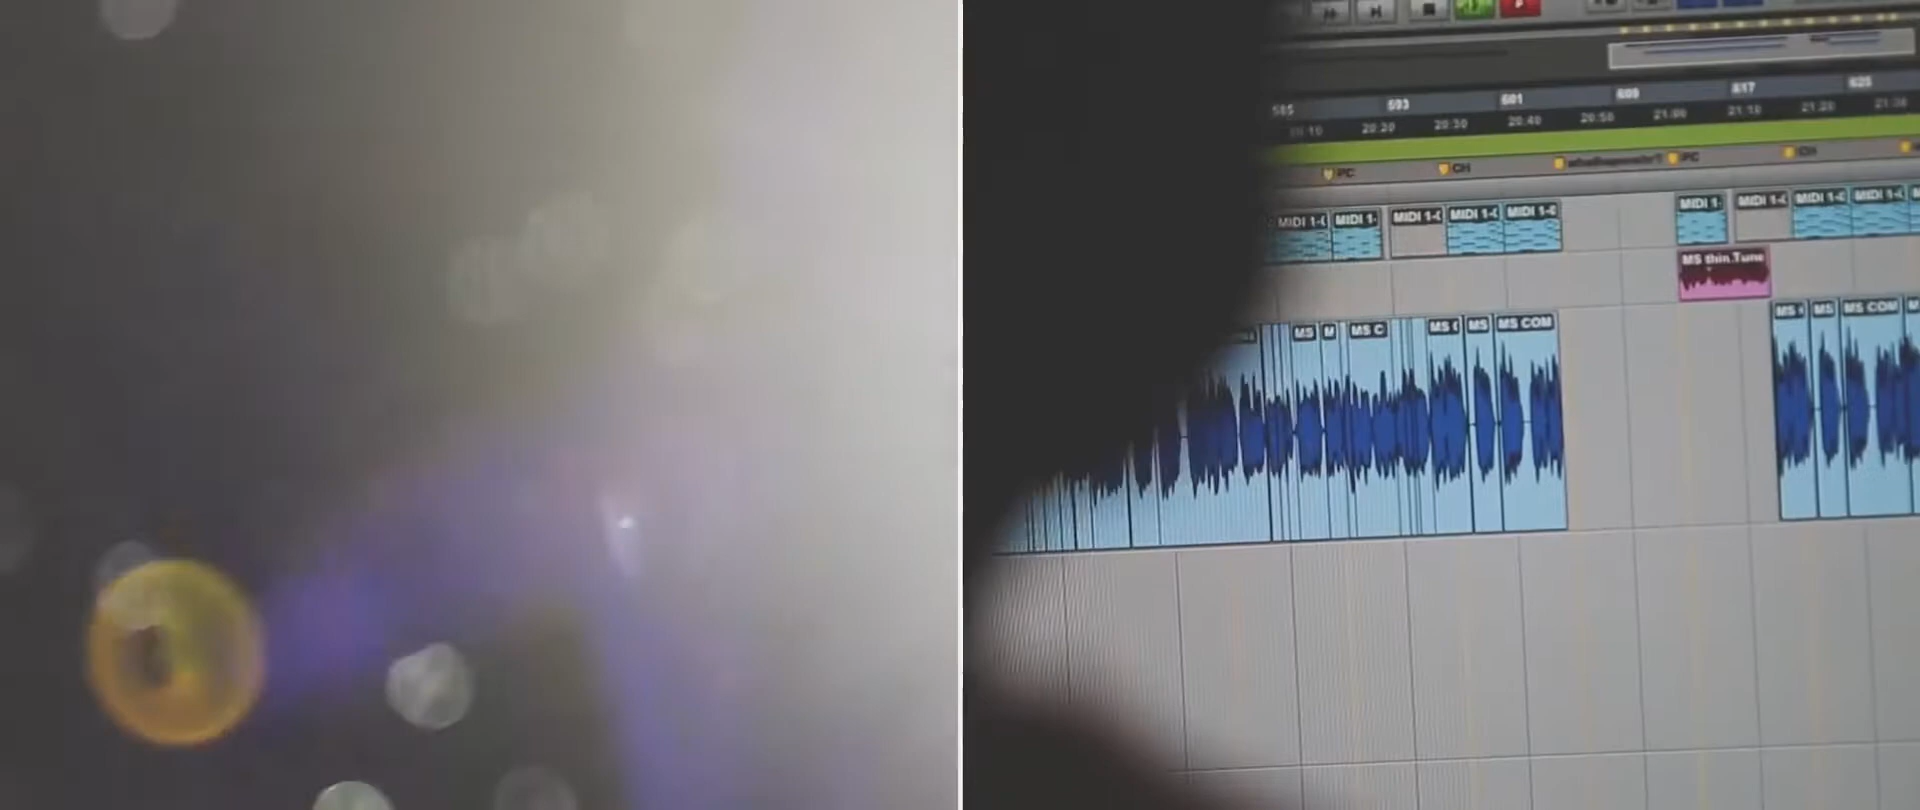 585 593 601 609 617 625
20:10 20:20 20:30 20:40 20:50 21:00 21:10 21:20 21:30
PC CH PC CH
MIDI 1-( MIDI 1- MIDI 1-( MIDI 1-( MIDI 1-( MIDI 1- MIDI 1-( MIDI 1-( MIDI 1-(
MS thin.Tune
MS M MS C MS ( MS MS COM MS ( MS MS COM M